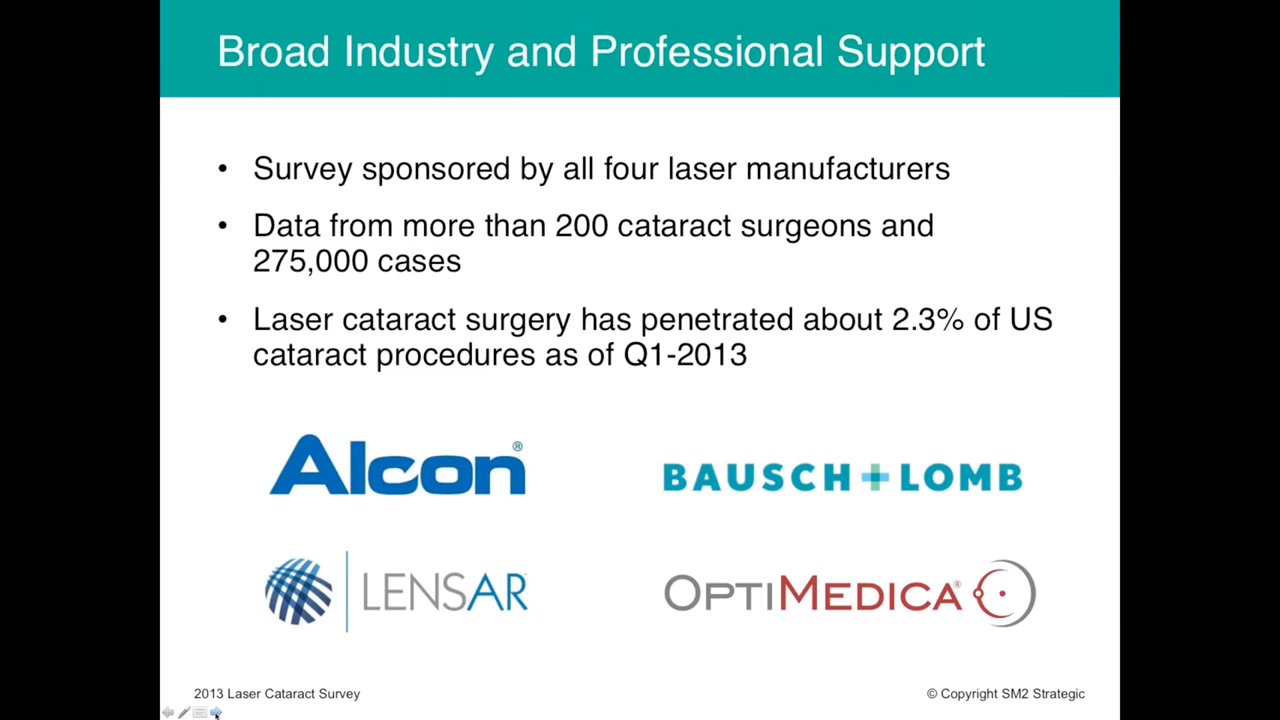 Broad Industry and Professional Support
• Survey sponsored by all four laser manufacturers
• Data from more than 200 cataract surgeons and
275,000 cases
• Laser cataract surgery has penetrated about 2.3% of US
cataract procedures as of Q1-2013
Alcon®
BAUSCH+LOMB
LENSAR
OPTIMEDICA®
2013 Laser Cataract Survey
© Copyright SM2 Strategic